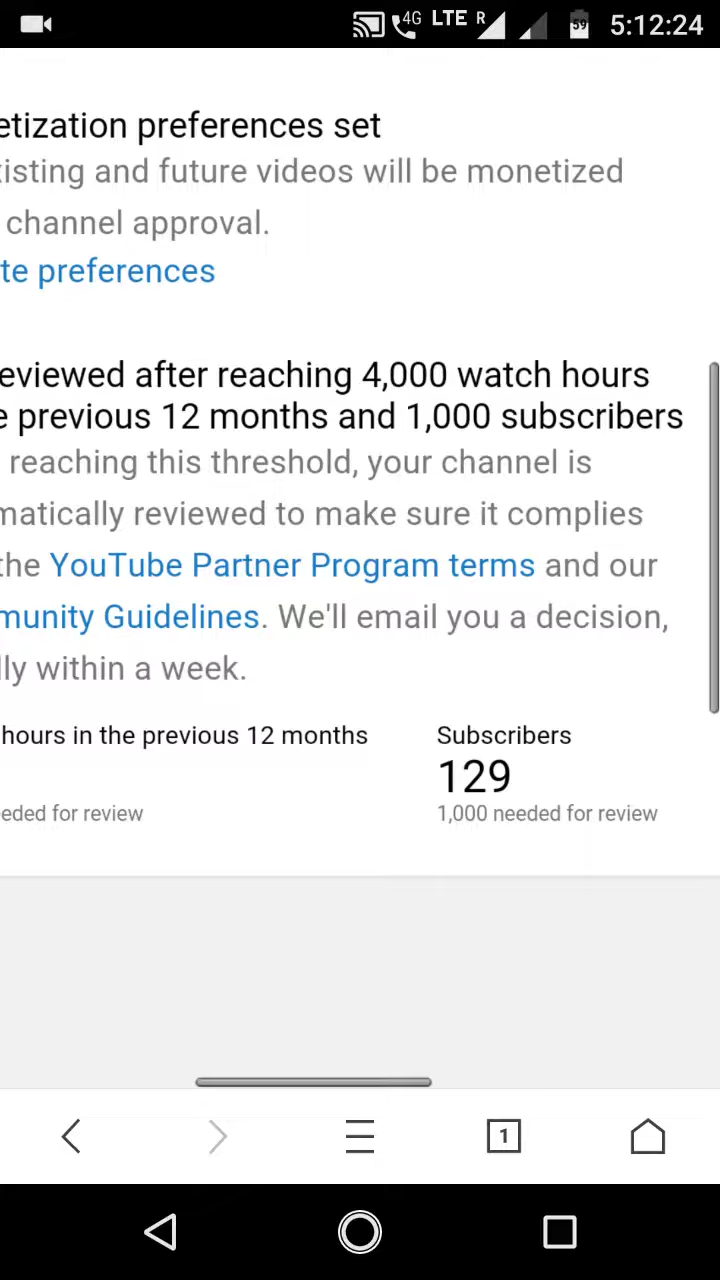 4G LTE R 59 5:12:24
etization preferences set
isting and future videos will be monetized
channel approval.
te preferences
eviewed after reaching 4,000 watch hours
e previous 12 months and 1,000 subscribers
reaching this threshold, your channel is
matically reviewed to make sure it complies
the YouTube Partner Program terms and our
munity Guidelines. We'll email you a decision,
lly within a week.
hours in the previous 12 months
Subscribers
129
eded for review
1,000 needed for review
1